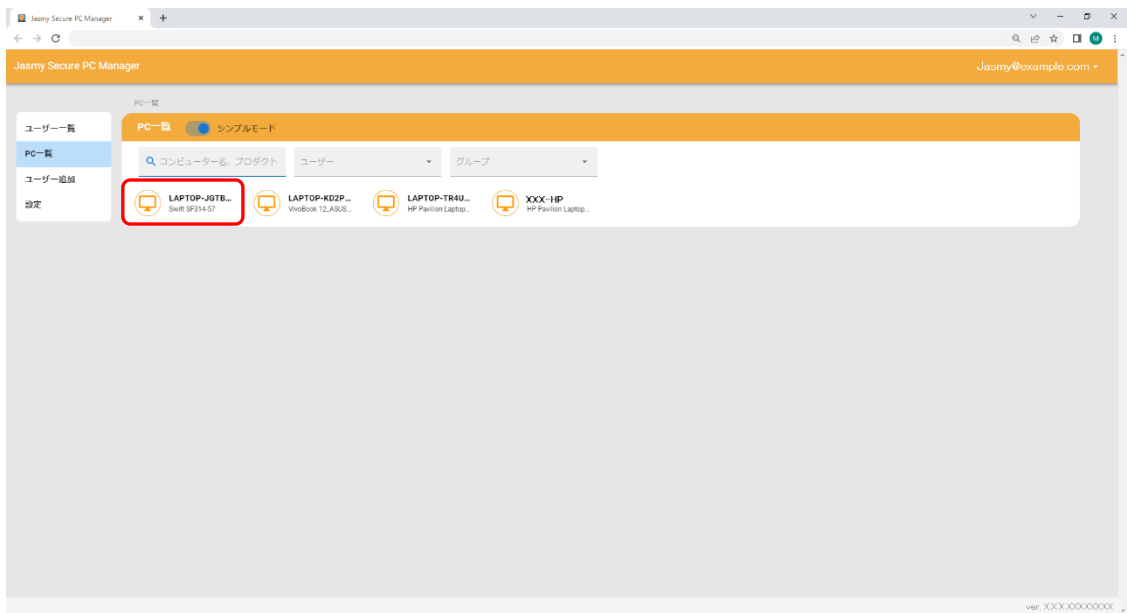 Jasmy Secure PC Manager
Jasmy Secure PC Manager
Jasmy@example.com
PC一覧
ユーザー一覧
PC一覧
ユーザー追加
設定
PC一覧 シンプルモード
コンピューター名、プロダクト ユーザー グループ
LAPTOP-JGTB...
Swift SF314-57
LAPTOP-KD2P...
VivoBook 12_ASUS...
LAPTOP-TR4U...
HP Pavilion Laptop...
XXX-HP
HP Pavilion Laptop...
M
ver. XX.X.XXXXXXXX